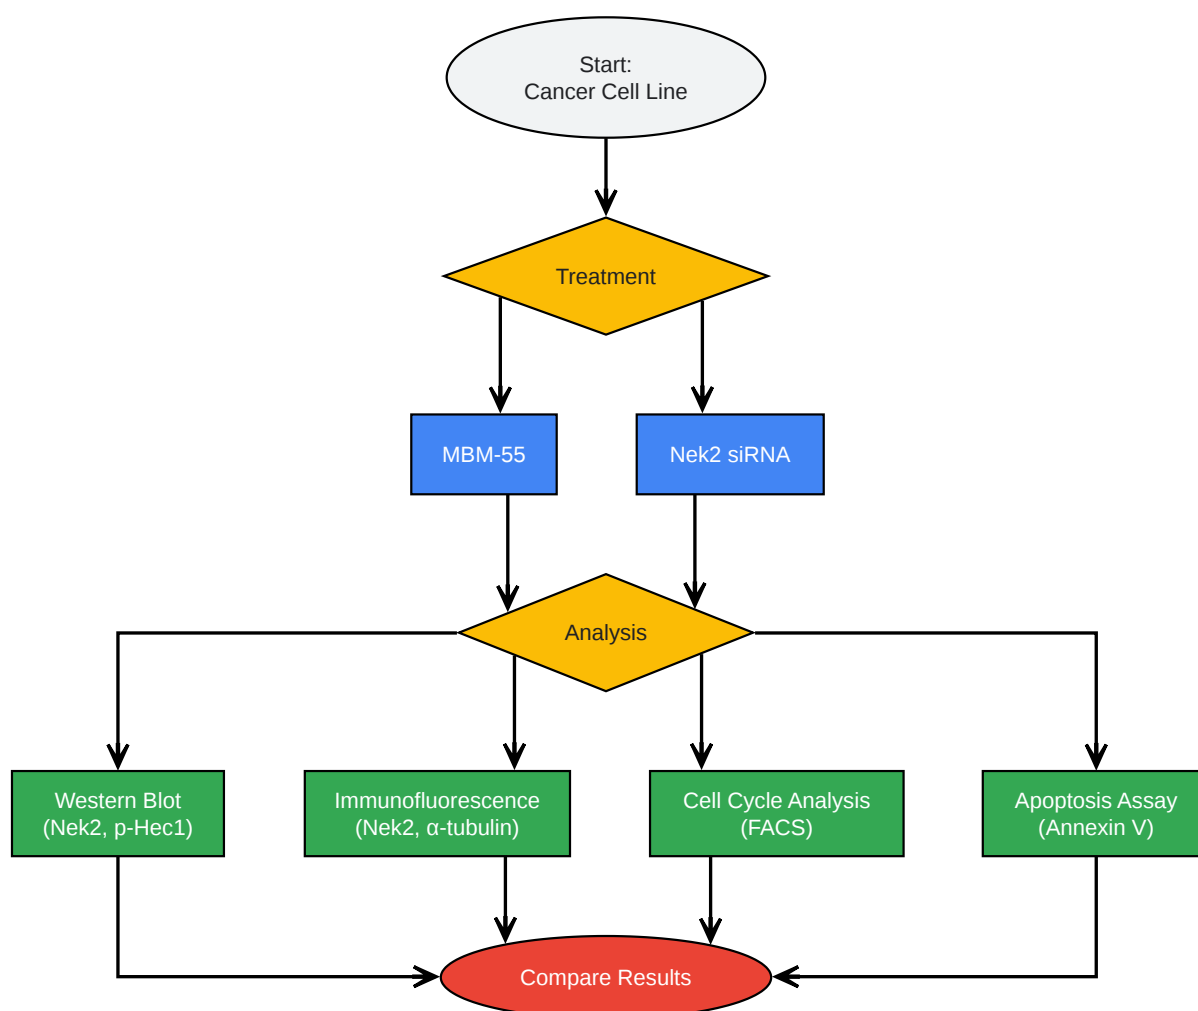 Start:
Cancer Cell Line
Treatment
MBM-55
Nek2 siRNA
Analysis
Western Blot
(Nek2, p-Hec1)
Immunofluorescence
(Nek2, α-tubulin)
Cell Cycle Analysis
(FACS)
Apoptosis Assay
(Annexin V)
Compare Results